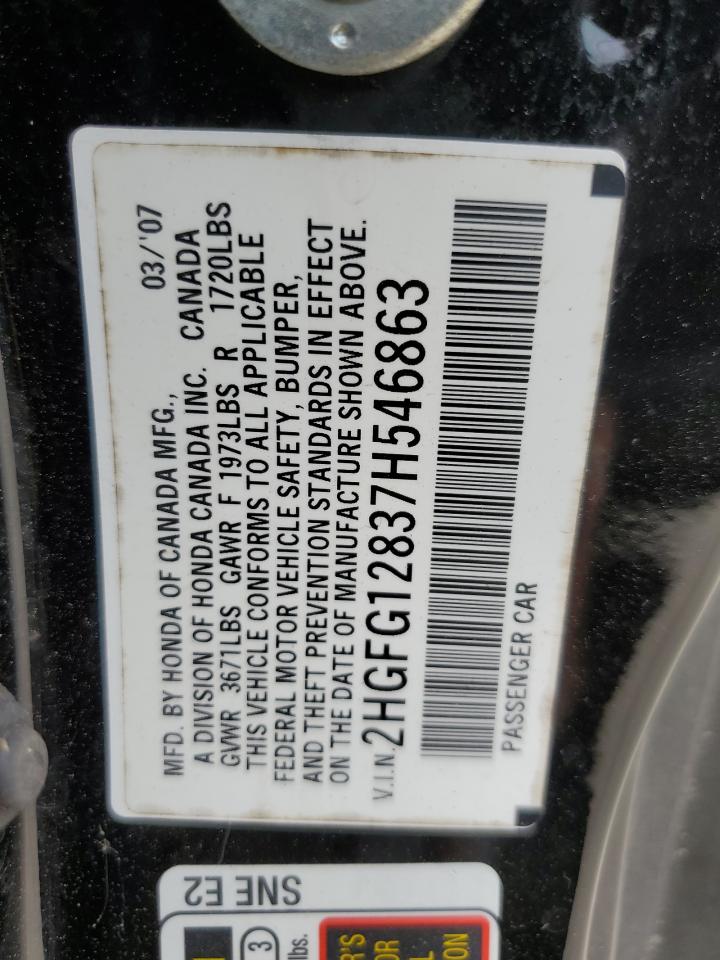 MFD. BY HONDA OF CANADA MFG., 03/'07
A DIVISION OF HONDA CANADA INC. CANADA
GVWR 3671LBS GAWR F 1973LBS R 1720LBS
THIS VEHICLE CONFORMS TO ALL APPLICABLE
FEDERAL MOTOR VEHICLE SAFETY, BUMPER,
AND THEFT PREVENTION STANDARDS IN EFFECT
ON THE DATE OF MANUFACTURE SHOWN ABOVE.
V.I.N. 2HGFG12837H546863
PASSENGER CAR
SNE E2
3
lbs.